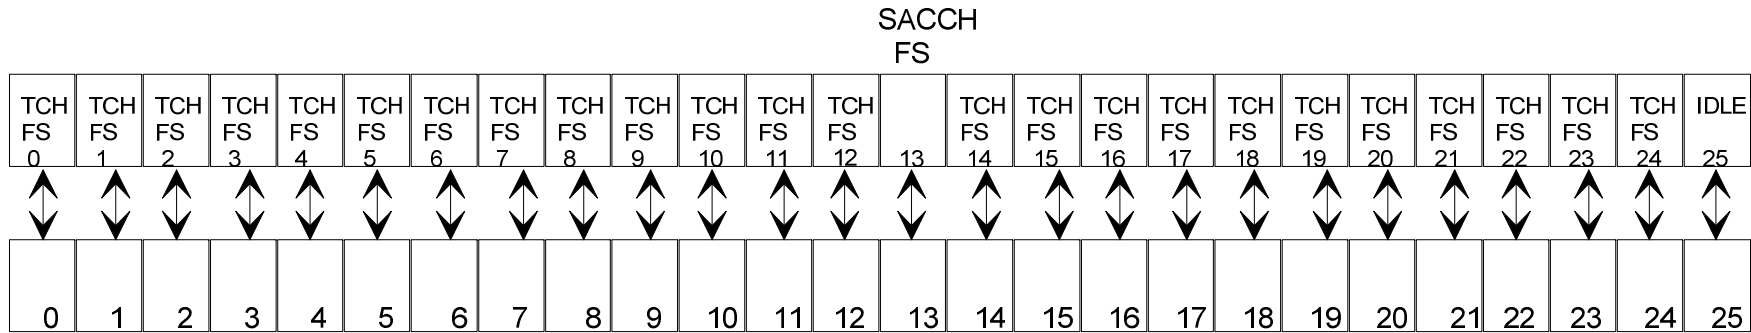 SACCH
FS
TCH TCH TCH TCH TCH TCH TCH TCH TCH TCH TCH TCH TCH TCH TCH TCH TCH TCH TCH TCH TCH TCH TCH TCH IDLE
FS FS FS FS FS FS FS FS FS FS FS FS FS FS FS FS FS FS FS FS FS FS FS FS
0 1 2 3 4 5 6 7 8 9 10 11 12 13 14 15 16 17 18 19 20 21 22 23 24 25
0 1 2 3 4 5 6 7 8 9 10 11 12 13 14 15 16 17 18 19 20 21 22 23 24 25